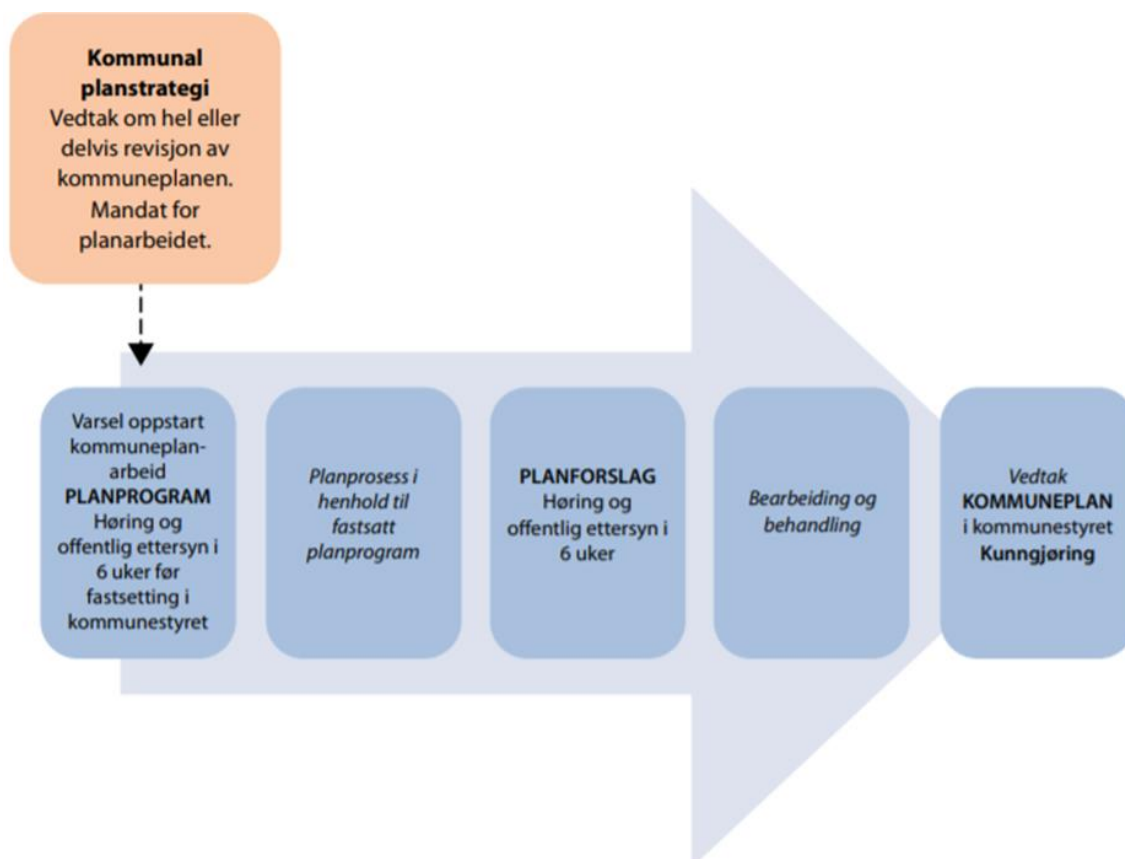 Kommunal
planstrategi
Vedtak om hel eller
delvis revisjon av
kommuneplanen.
Mandat for
planarbeidet.
Varsel oppstart
kommuneplan-
arbeid
PLANPROGRAM
Høring og
offentlig ettersyn i
6 uker før
fastsetting i
kommunestyret
Planprosess i
henhold til
fastsatt
planprogram
PLANFORSLAG
Høring og
offentlig ettersyn i
6 uker
Bearbeiding og
behandling
Vedtak
KOMMUNEPLAN
i kommunestyret
Kunngjøring